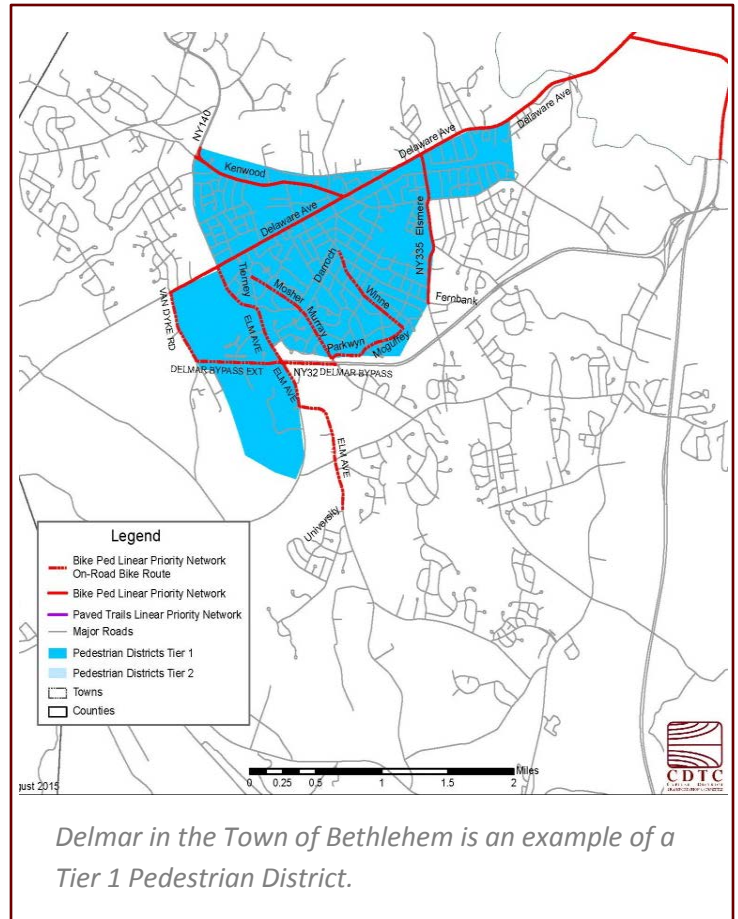 NY140
Kenwood
Delaware Ave
Delaware Ave
Delaware Ave
NY335 Elsmere
Darroch
Tierney
Mosher
Murray
Winne
Fernbank
VAN DYKE RD
ELM AVE
Parkwyn
Mcguffey
DELMAR BYPASS EXT
NY32
DELMAR BYPASS
ELM AVE
ELM AVE
University
Legend
Bike Ped Linear Priority Network
On-Road Bike Route
Bike Ped Linear Priority Network
Paved Trails Linear Priority Network
Major Roads
Pedestrian Districts Tier 1
Pedestrian Districts Tier 2
Towns
Counties
0 0.25 0.5 1 1.5 2
Miles
gust 2015
CDTC
Delmar in the Town of Bethlehem is an example of a
Tier 1 Pedestrian District.